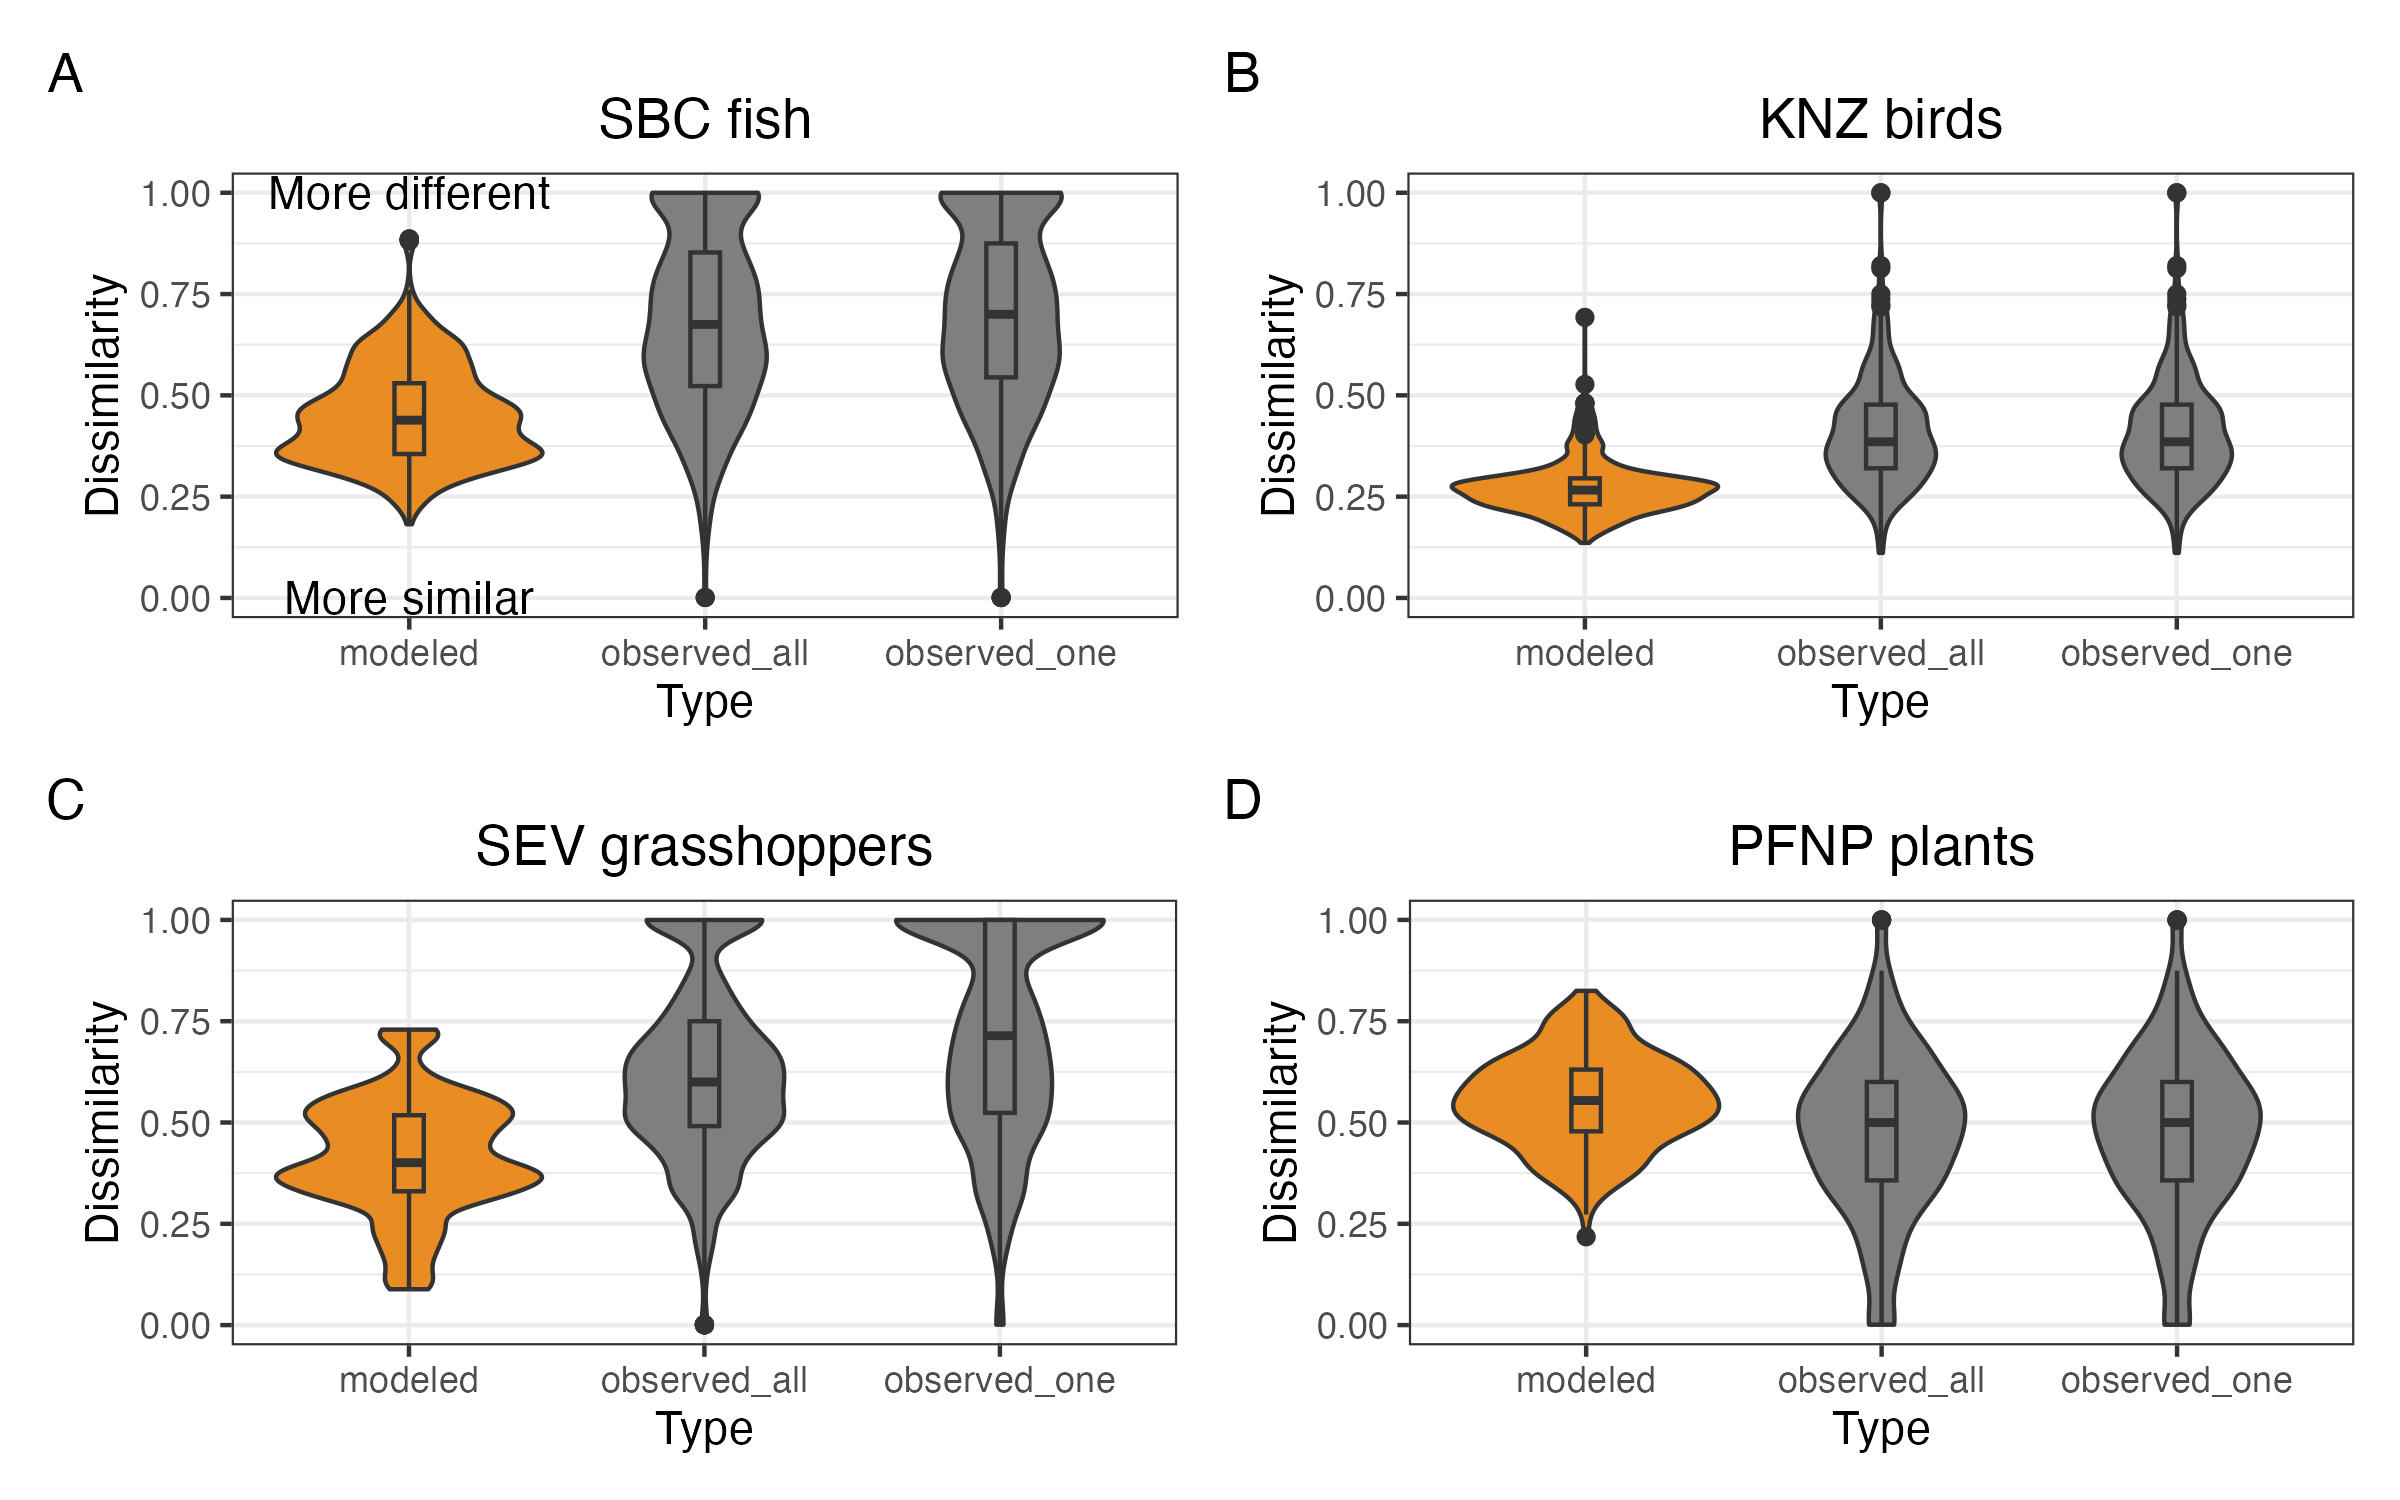 A
SBC fish
Dissimilarity
1.00
0.75
0.50
0.25
0.00
More different
More similar
modeled observed_all observed_one
Type
B
KNZ birds
Dissimilarity
1.00
0.75
0.50
0.25
0.00
modeled observed_all observed_one
Type
C
SEV grasshoppers
Dissimilarity
1.00
0.75
0.50
0.25
0.00
modeled observed_all observed_one
Type
D
PFNP plants
Dissimilarity
1.00
0.75
0.50
0.25
0.00
modeled observed_all observed_one
Type